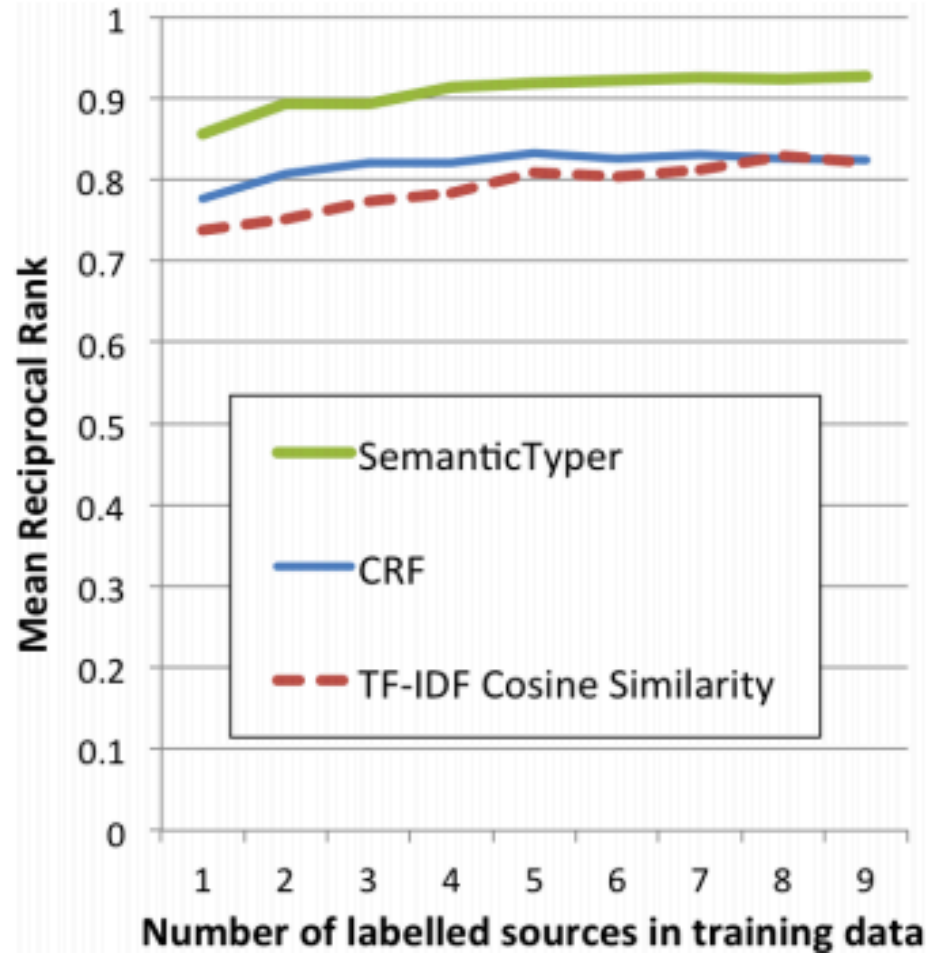 Mean Reciprocal Rank
1
0.9
0.8
0.7
0.6
0.5
0.4
0.3
0.2
0.1
0
SemanticTyper
CRF
TF-IDF Cosine Similarity
1 2 3 4 5 6 7 8 9
Number of labelled sources in training data